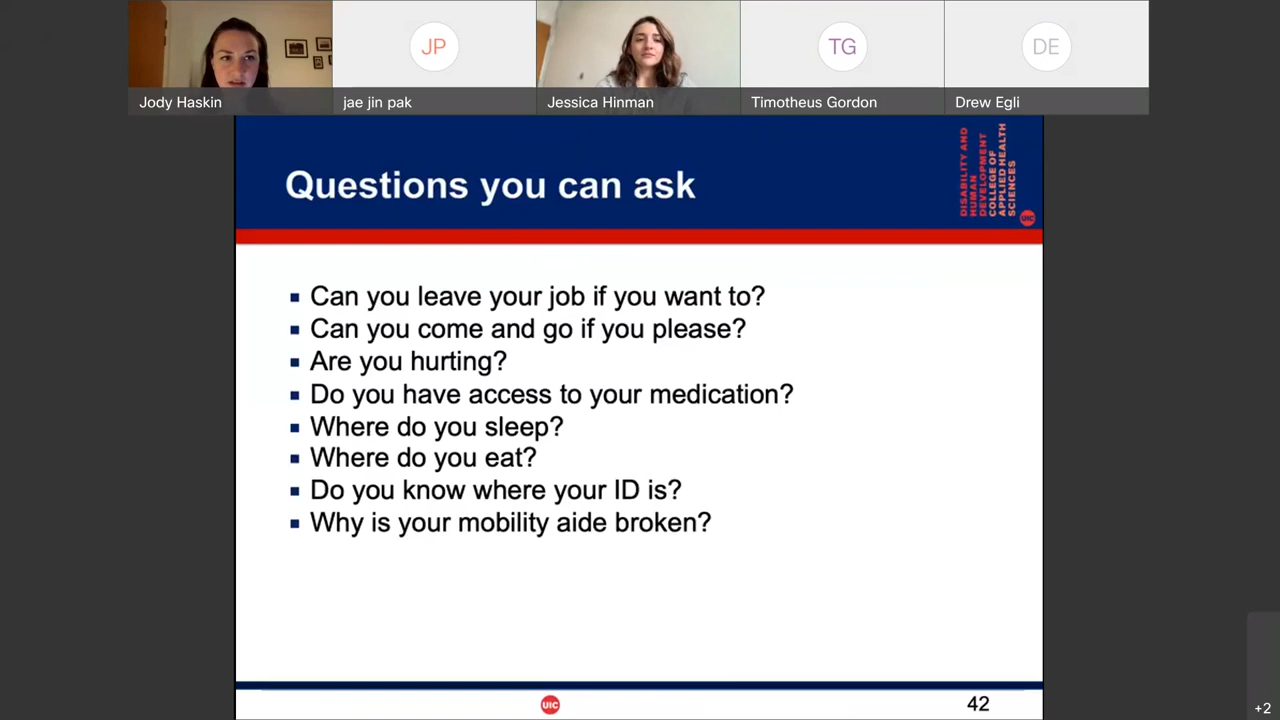 JP
TG
DE
Jody Haskin
jae jin pak
Jessica Hinman
Timotheus Gordon
Drew Egli
Questions you can ask
DISABILITY AND
HUMAN
DEVELOPMENT
COLLEGE OF
APPLIED HEALTH
SCIENCES
UIC
Can you leave your job if you want to?
Can you come and go if you please?
Are you hurting?
Do you have access to your medication?
Where do you sleep?
Where do you eat?
Do you know where your ID is?
Why is your mobility aide broken?
UIC
42
+2